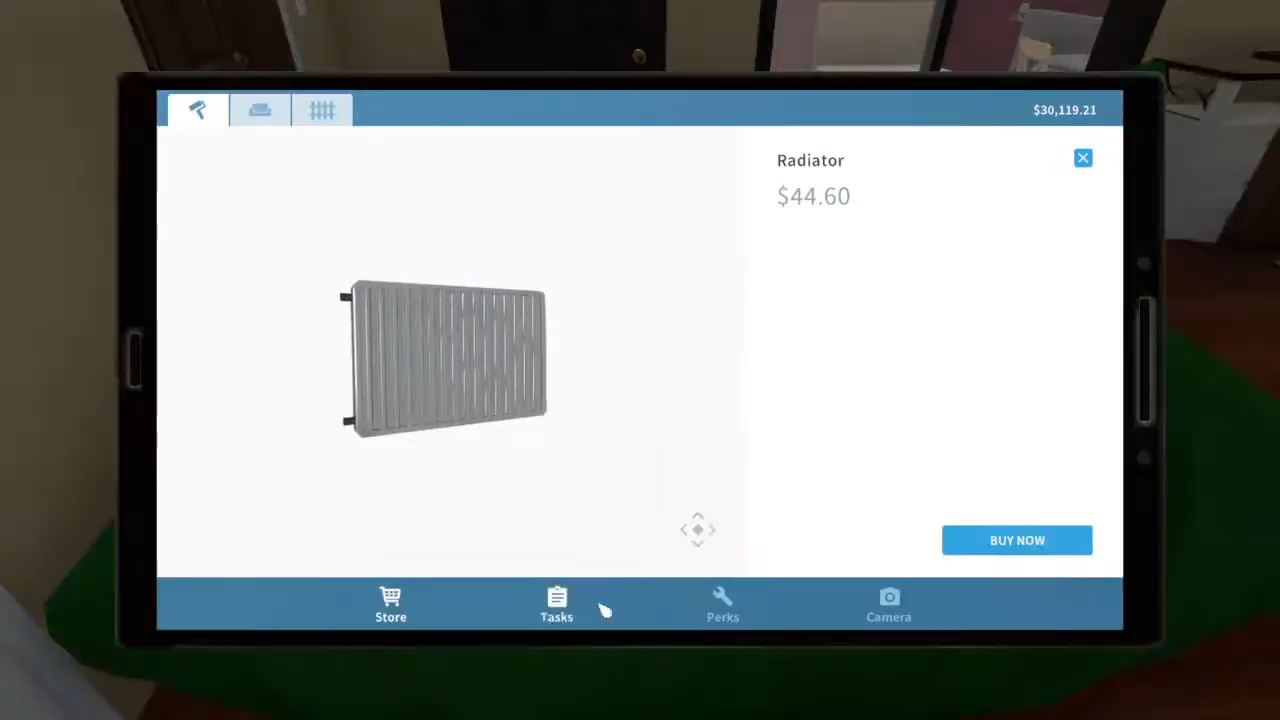 $30,119.21
Radiator
$44.60
BUY NOW
Store
Tasks
Perks
Camera